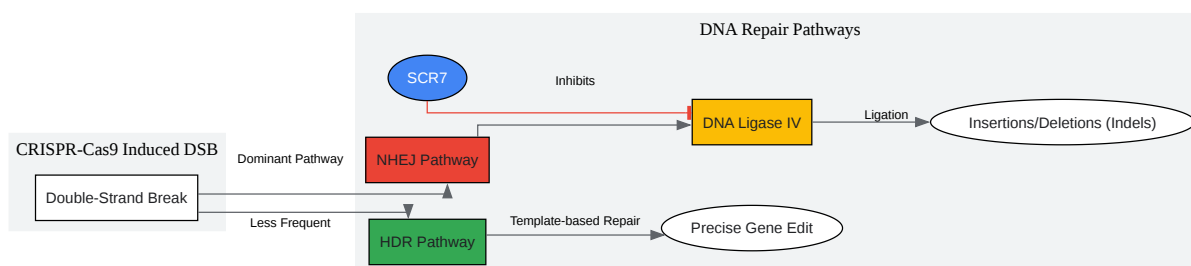 DNA Repair Pathways
SCR7
Inhibits
DNA Ligase IV
Ligation
Insertions/Deletions (Indels)
CRISPR-Cas9 Induced DSB
Dominant Pathway
NHEJ Pathway
Double-Strand Break
Less Frequent
HDR Pathway
Template-based Repair
Precise Gene Edit